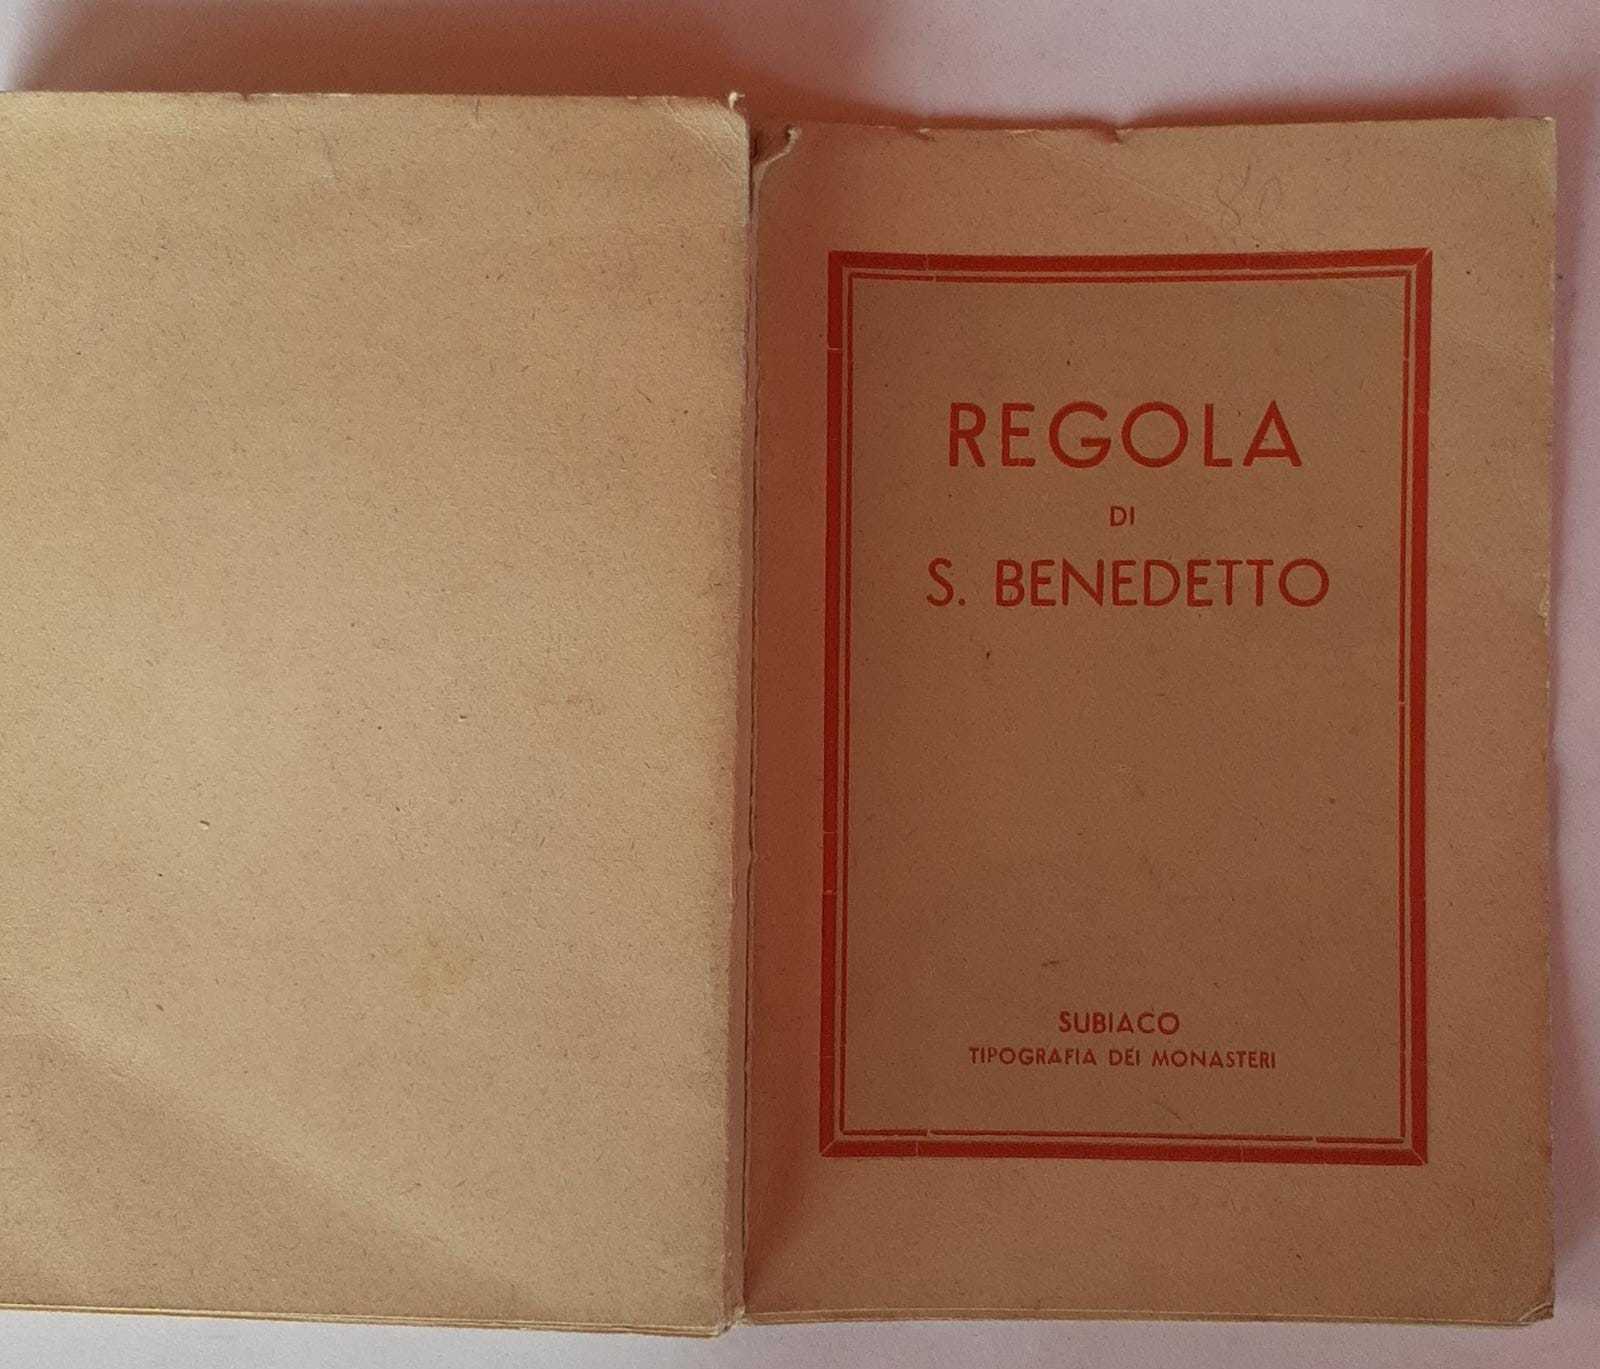 REGOLA
DI
S. BENEDETTO
SUBIACO
TIPOGRAFIA DEI MONASTERI